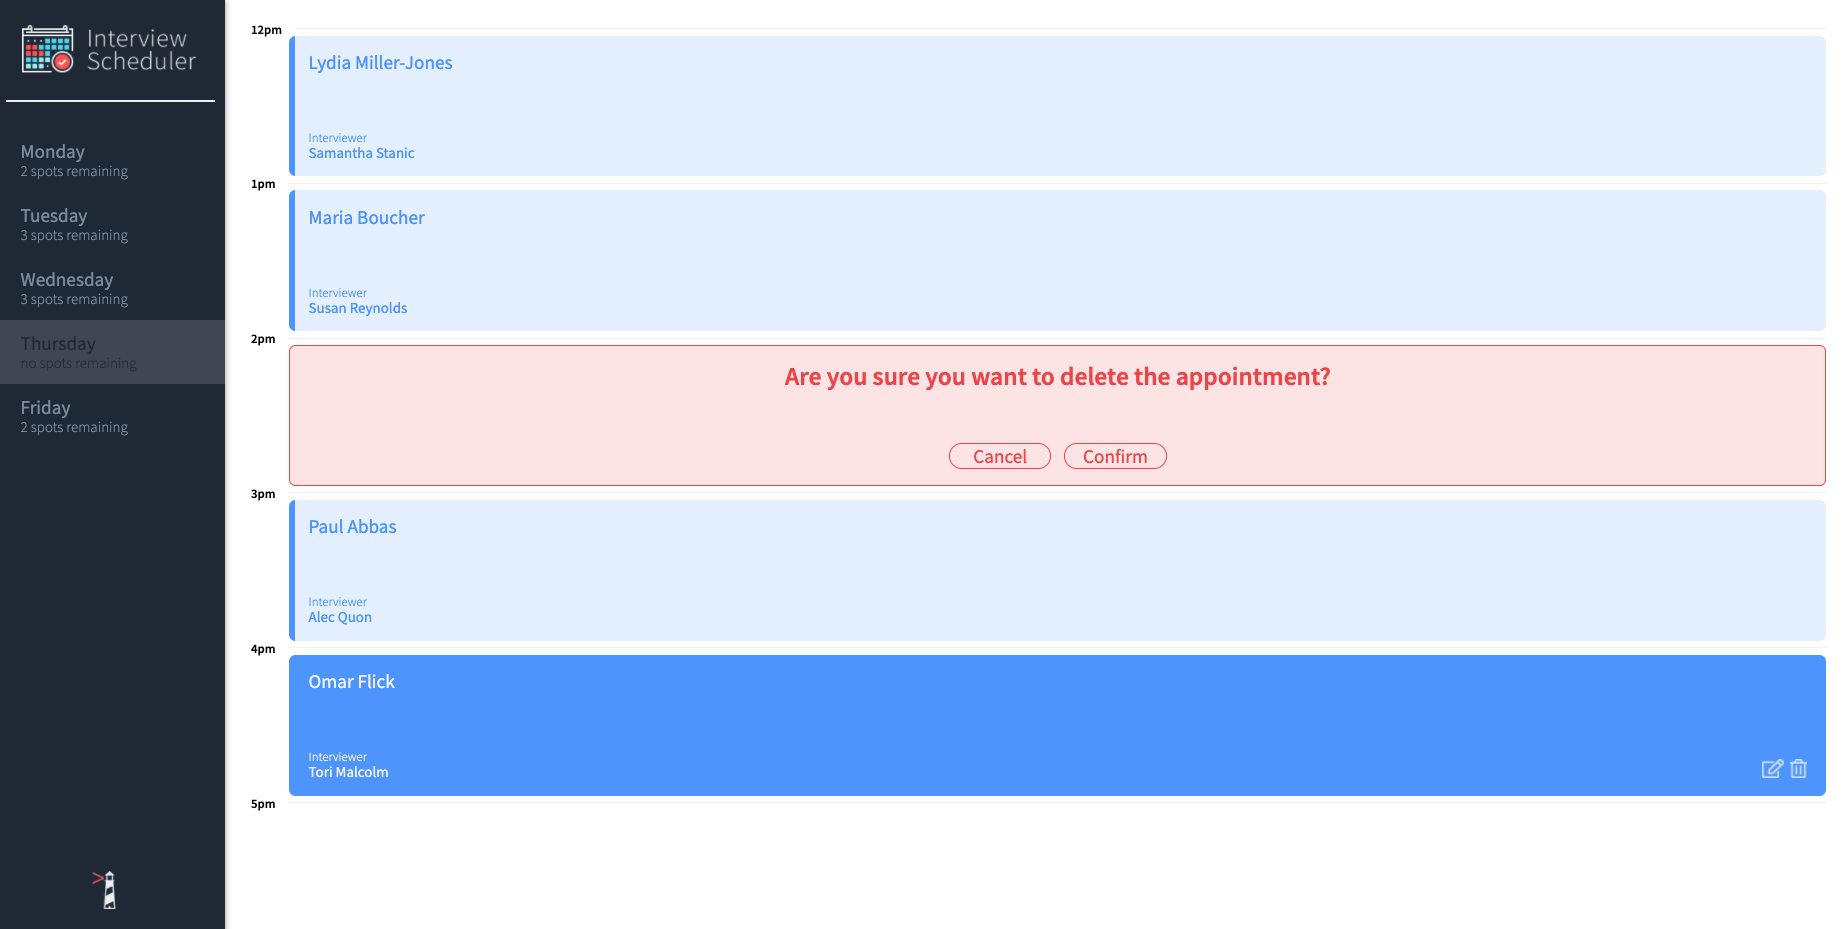 Interview
Scheduler
Monday
2 spots remaining
Tuesday
3 spots remaining
Wednesday
3 spots remaining
Thursday
no spots remaining
Friday
2 spots remaining
12pm
Lydia Miller-Jones
Interviewer
Samantha Stanic
1pm
Maria Boucher
Interviewer
Susan Reynolds
2pm
Are you sure you want to delete the appointment?
Cancel Confirm
3pm
Paul Abbas
Interviewer
Alec Quon
4pm
Omar Flick
Interviewer
Tori Malcolm
5pm